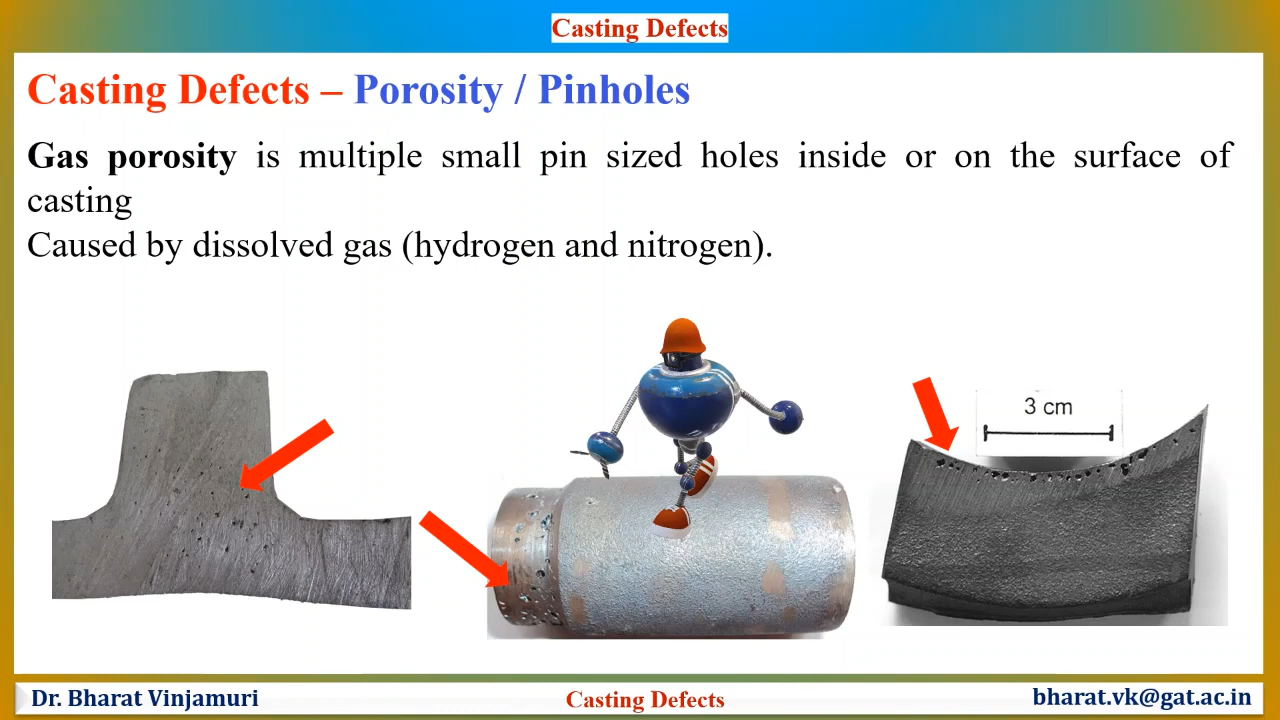 Casting Defects
Casting Defects – Porosity / Pinholes
Gas porosity is multiple small pin sized holes inside or on the surface of
casting
Caused by dissolved gas (hydrogen and nitrogen).
3 cm
Dr. Bharat Vinjamuri
Casting Defects
bharat.vk@gat.ac.in